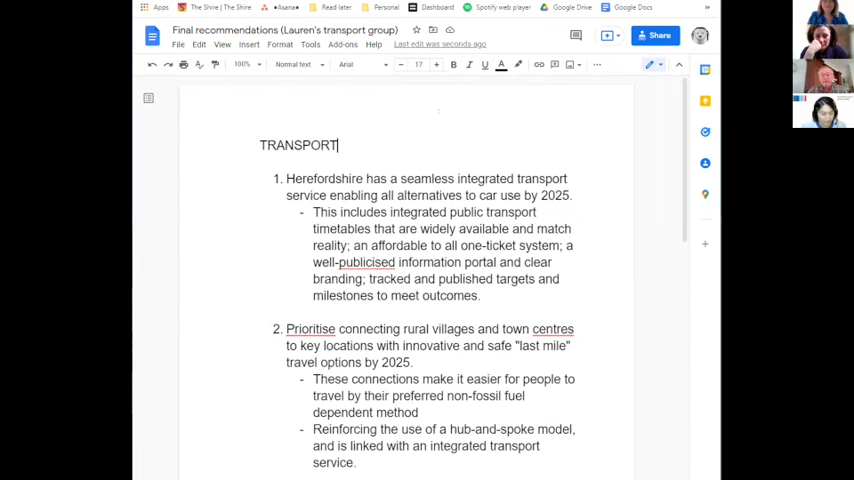 Apps The Shire | The Shire •Asana• Read later Personal Dashboard Spotify web player Google Drive Google Docs »
Final recommendations (Lauren's transport group)
File Edit View Insert Format Tools Add-ons Help Last edit was seconds ago
Share
100% Normal text Arial − 17 + B I U A
TRANSPORT
1. Herefordshire has a seamless integrated transport
service enabling all alternatives to car use by 2025.
- This includes integrated public transport
timetables that are widely available and match
reality; an affordable to all one-ticket system; a
well-publicised information portal and clear
branding; tracked and published targets and
milestones to meet outcomes.
2. Prioritise connecting rural villages and town centres
to key locations with innovative and safe "last mile"
travel options by 2025.
- These connections make it easier for people to
travel by their preferred non-fossil fuel
dependent method
- Reinforcing the use of a hub-and-spoke model,
and is linked with an integrated transport
service.